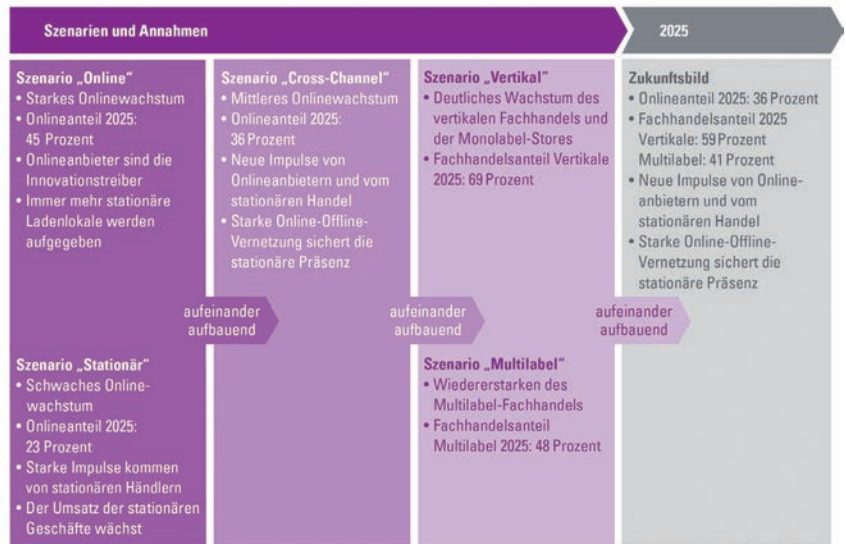 Szenarien und Annahmen
2025
Szenario „Online“
• Starkes Onlinewachstum
• Onlineanteil 2025:
45 Prozent
• Onlineanbieter sind die
Innovationstreiber
• Immer mehr stationäre
Ladenlokale werden
aufgegeben
Szenario „Stationär“
• Schwaches Online-
wachstum
• Onlineanteil 2025:
23 Prozent
• Starke Impulse kommen
von stationären Händlern
• Der Umsatz der stationären
Geschäfte wächst
aufeinander
aufbauend
Szenario „Cross-Channel“
• Mittleres Onlinewachstum
• Onlineanteil 2025:
36 Prozent
• Neue Impulse von
Onlineanbietern und vom
stationären Handel
• Starke Online-Offline-
Vernetzung sichert die
stationäre Präsenz
aufeinander
aufbauend
Szenario „Vertikal“
• Deutliches Wachstum des
vertikalen Fachhandels und
der Monolabel-Stores
• Fachhandelsanteil Vertikale
2025: 69 Prozent
Szenario „Multilabel“
• Wiedererstarken des
Multilabel-Fachhandels
• Fachhandelsanteil
Multilabel 2025: 48 Prozent
aufeinander
aufbauend
Zukunftsbild
• Onlineanteil 2025: 36 Prozent
• Fachhandelsanteil 2025
Vertikale: 59 Prozent
Multilabel: 41 Prozent
• Neue Impulse von Online-
anbietern und vom
stationären Handel
• Starke Online-Offline-
Vernetzung sichert die
stationäre Präsenz